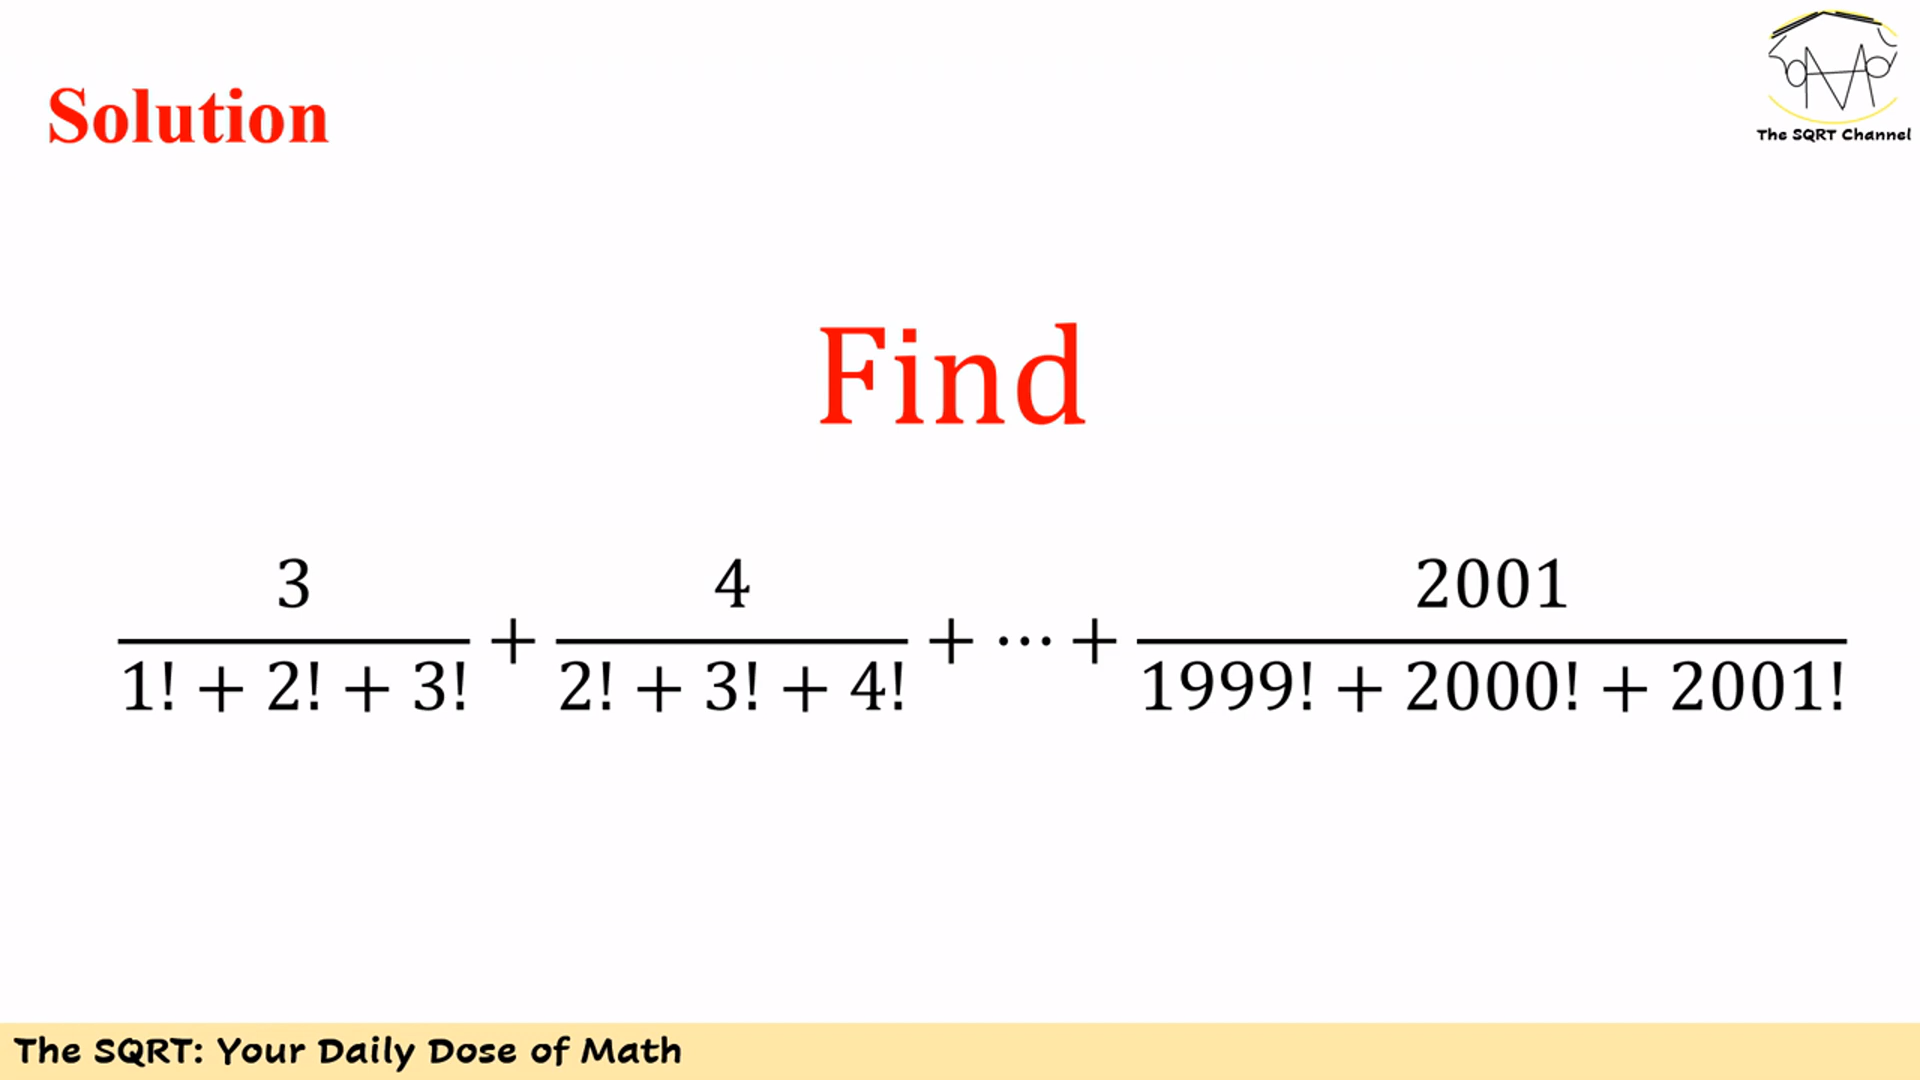 Solution
The SQRT Channel
Find
3/(1! + 2! + 3!) + 4/(2! + 3! + 4!) + ⋯ + 2001/(1999! + 2000! + 2001!)
The SQRT: Your Daily Dose of Math